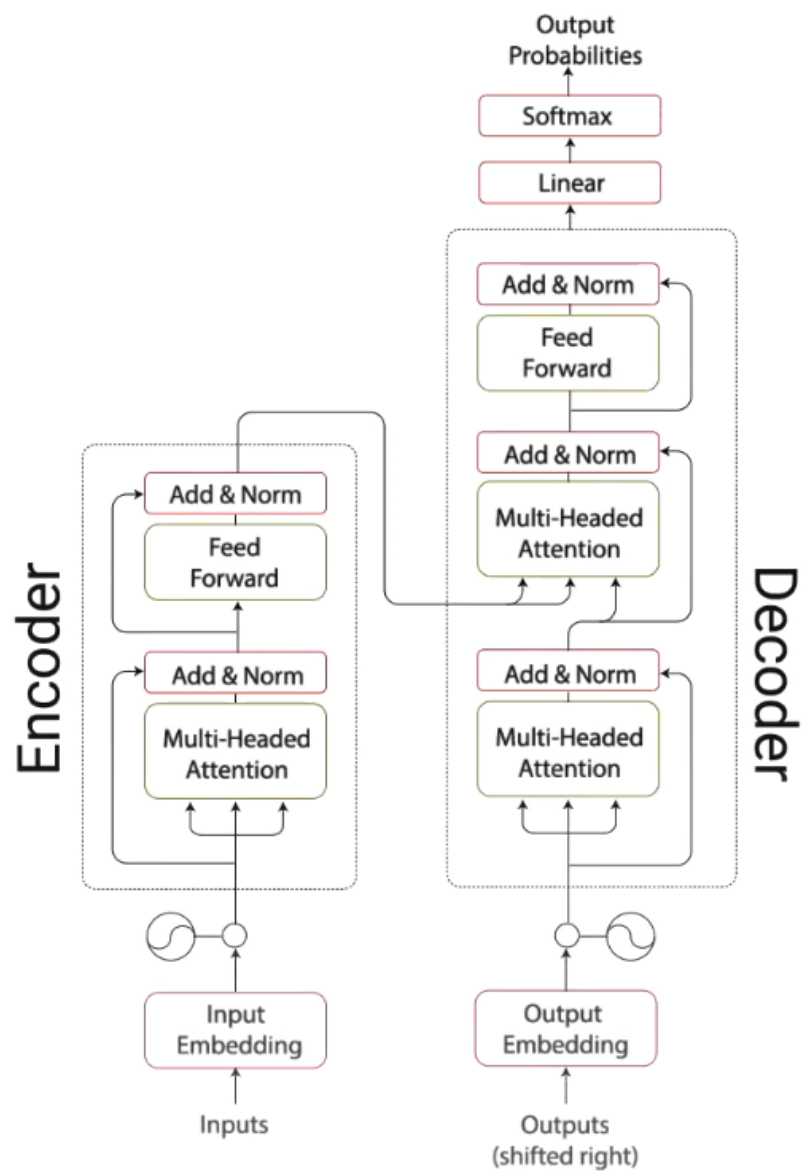 Output
Probabilities
Softmax
Linear
Add & Norm
Feed
Forward
Add & Norm
Multi-Headed
Attention
Add & Norm
Multi-Headed
Attention
Decoder
Add & Norm
Feed
Forward
Add & Norm
Multi-Headed
Attention
Encoder
Input
Embedding
Inputs
Output
Embedding
Outputs
(shifted right)